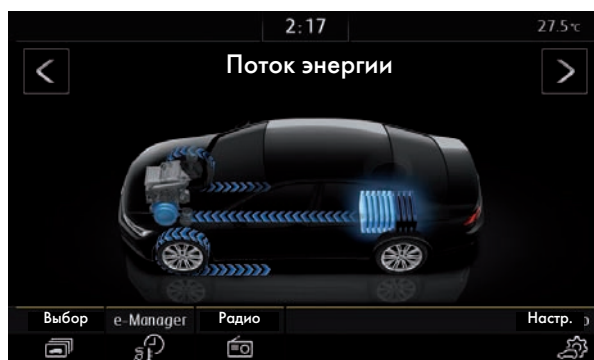 2:17 27.5℃
Поток энергии
Выбор e-Manager Радио Настр.